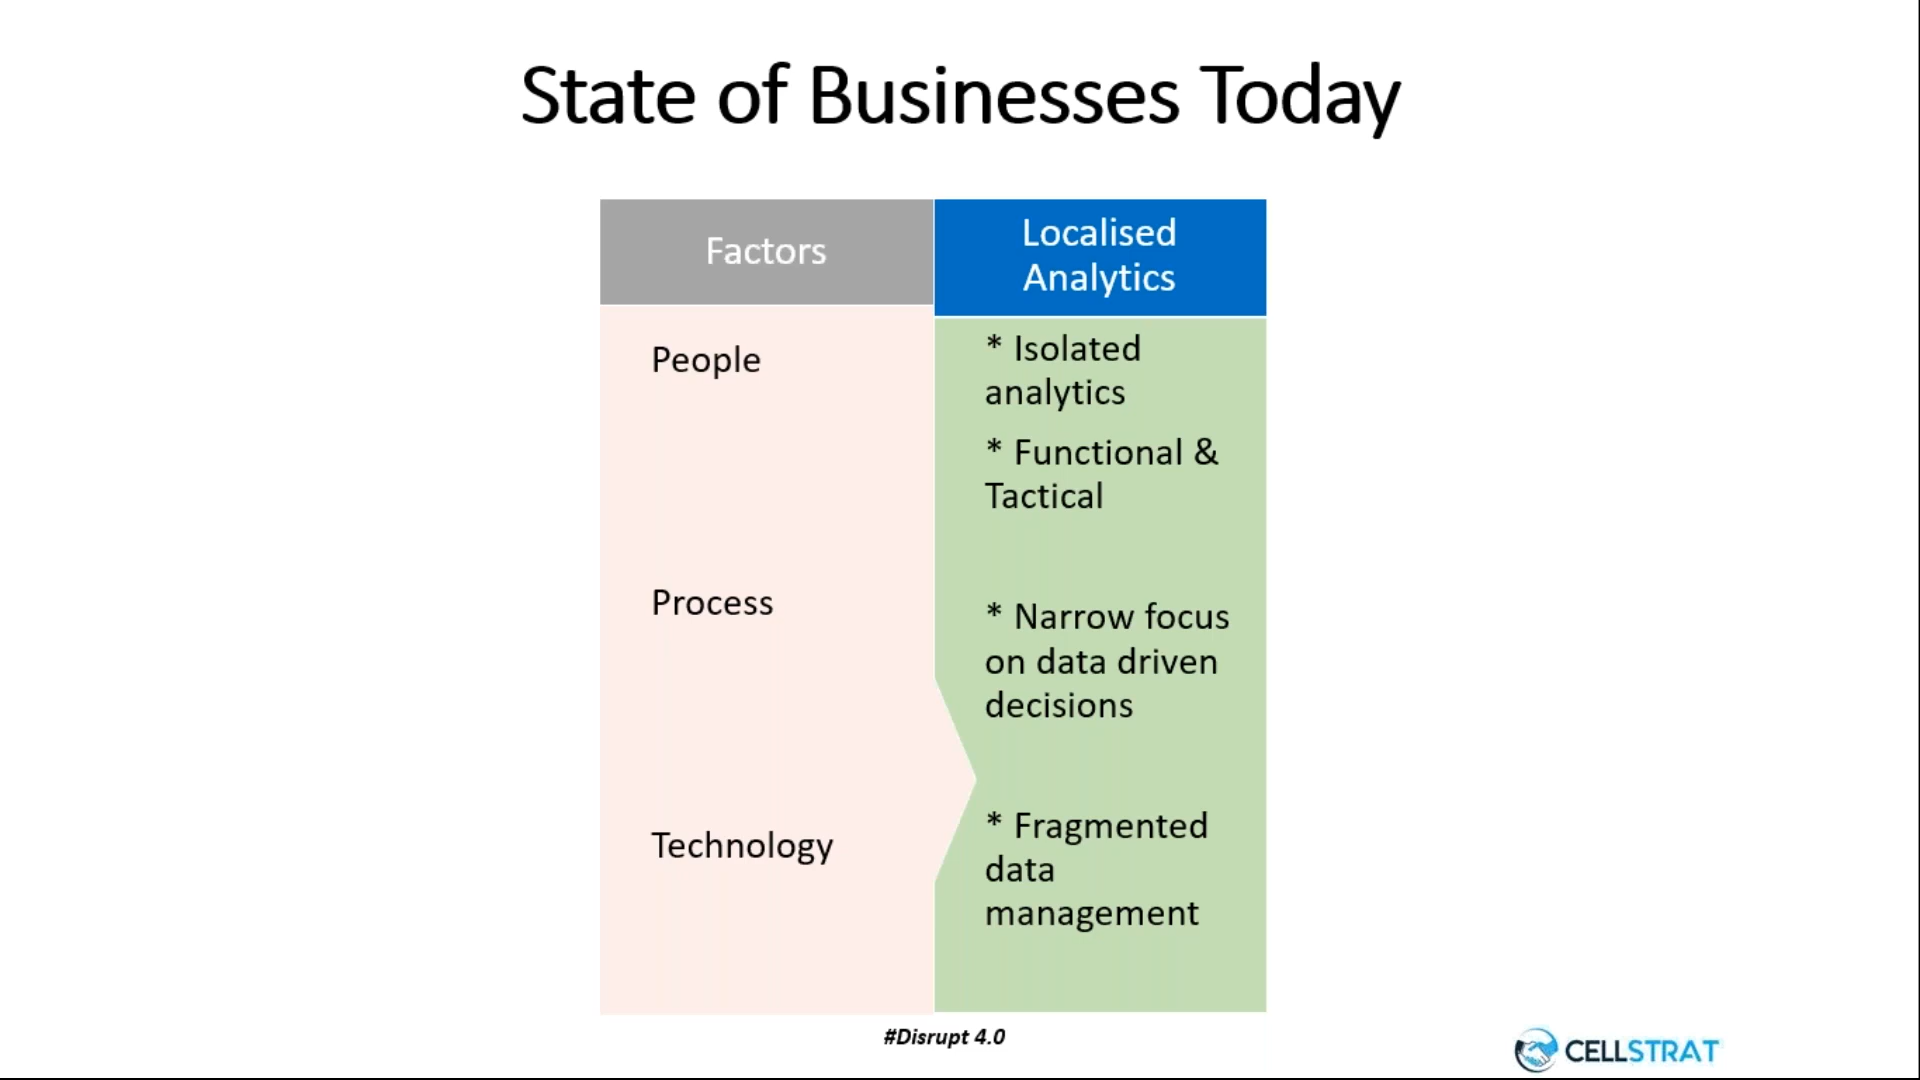 State of Businesses Today
Factors
Localised
Analytics
People
* Isolated
analytics
* Functional &
Tactical
Process
* Narrow focus
on data driven
decisions
Technology
* Fragmented
data
management
#Disrupt 4.0
CELLSTRAT